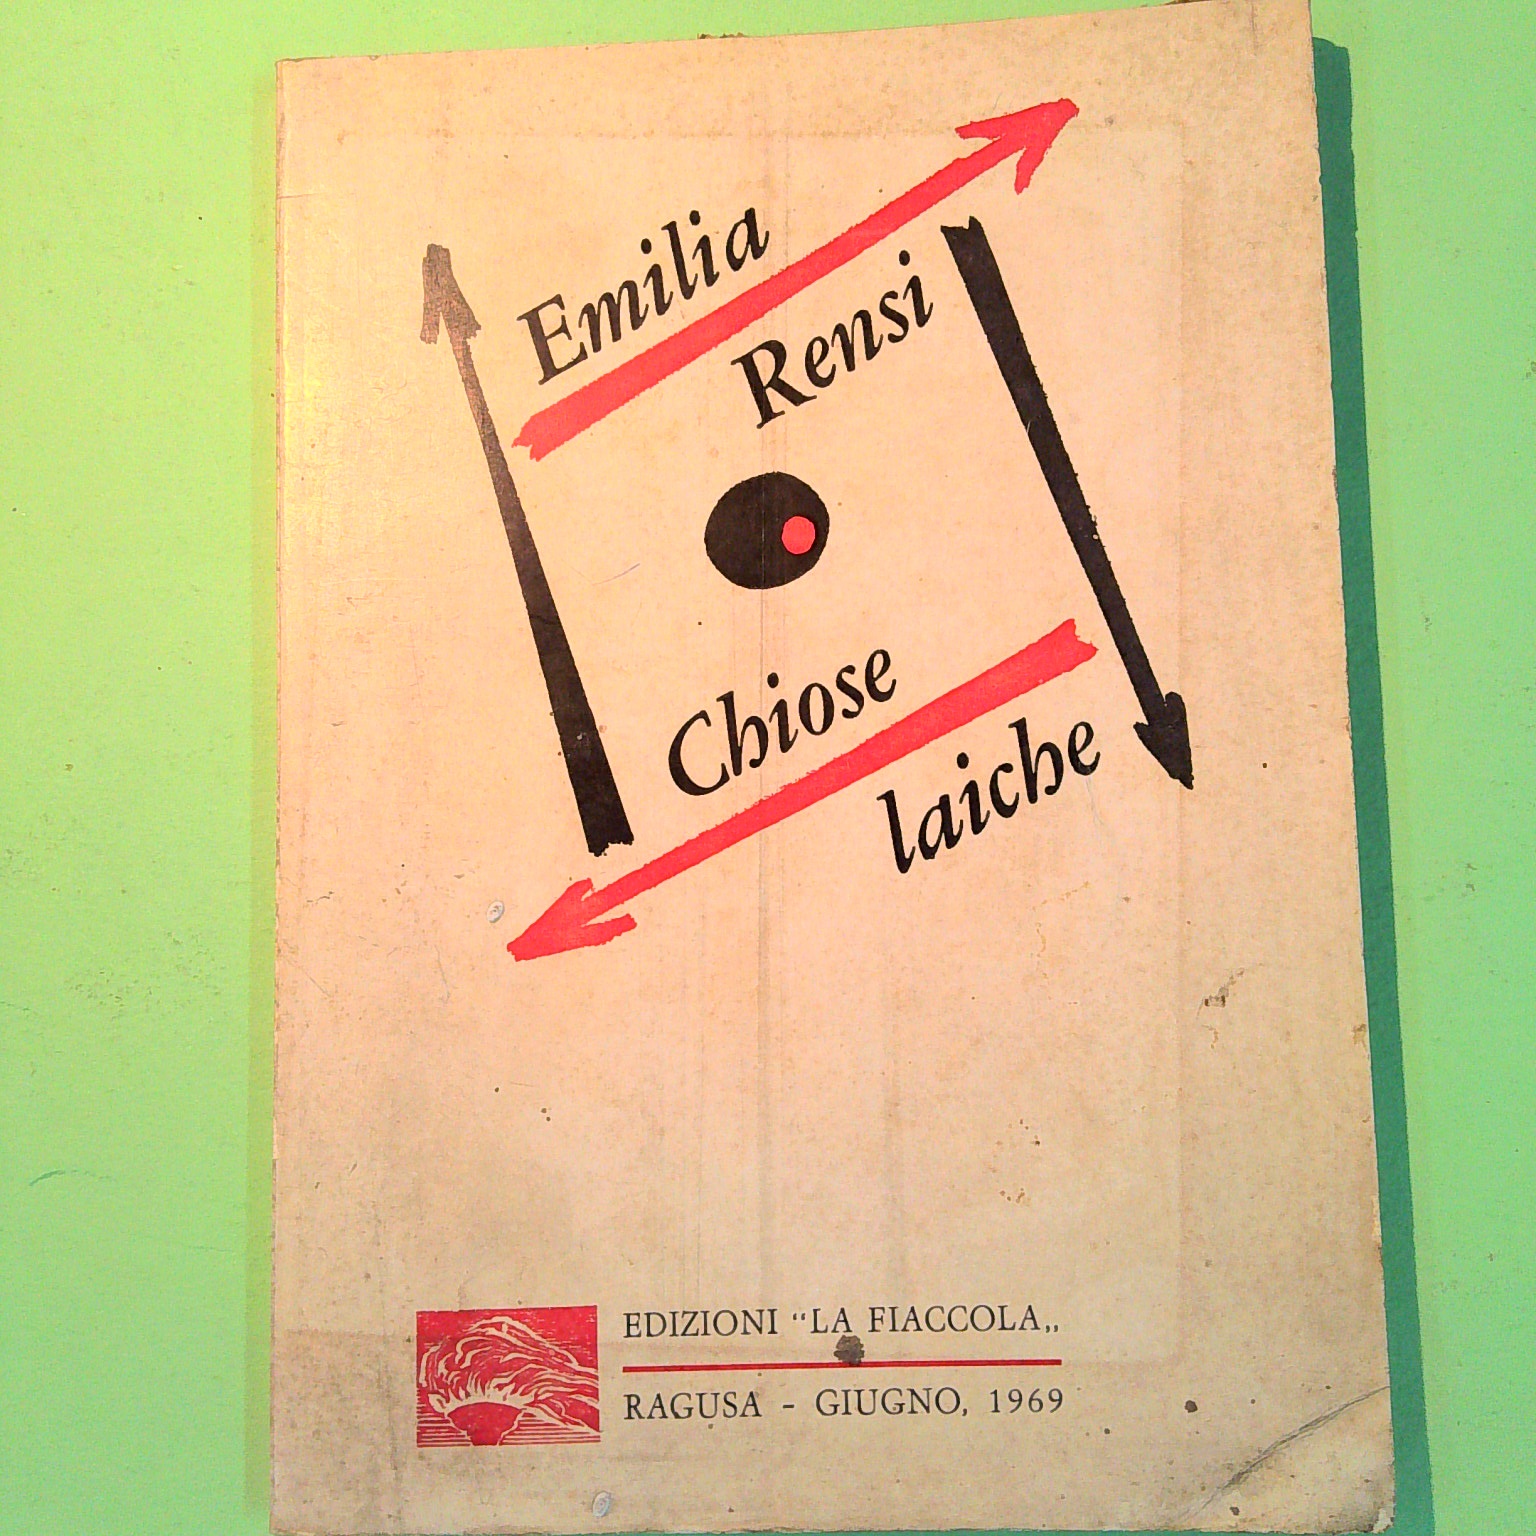 Emilia
Rensi
Chiose
laiche
EDIZIONI “LA FIACCOLA„
RAGUSA - GIUGNO, 1969